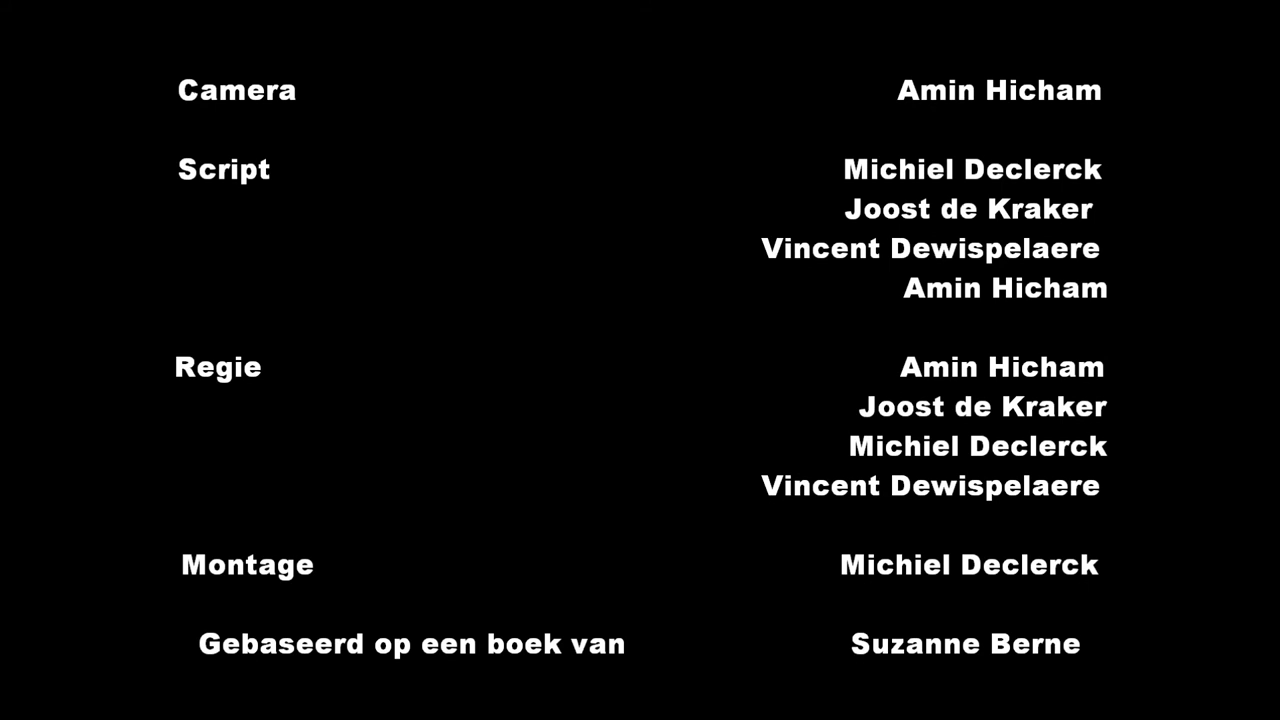 Camera Amin Hicham
Script Michiel Declerck
Joost de Kraker
Vincent Dewispelaere
Amin Hicham
Regie Amin Hicham
Joost de Kraker
Michiel Declerck
Vincent Dewispelaere
Montage Michiel Declerck
Gebaseerd op een boek van Suzanne Berne